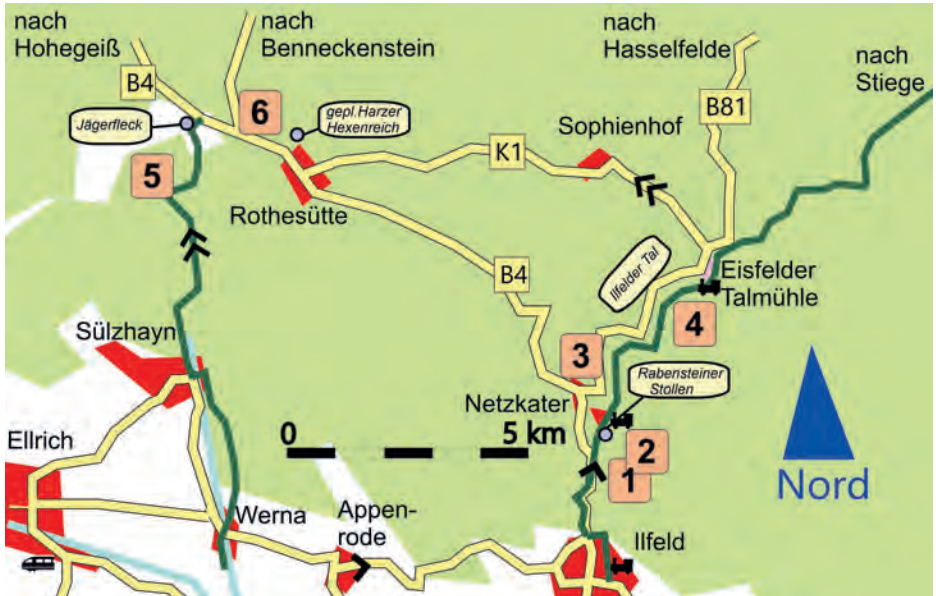 nach
Hohegeiß
nach
Benneckenstein
nach
Hasselfelde
nach
Stiege
B4
6
gepl.Harzer
Hexenreich
Jägerfleck
B81
Sophienhof
K1
5
Rothesütte
B4
Ilfelder Tal
Eisfelder
Talmühle
4
Sülzhayn
3
Rabensteiner
Stollen
Netzkater
0
5 km
Ellrich
2
1
Nord
Werna
Appen-
rode
Ilfeld